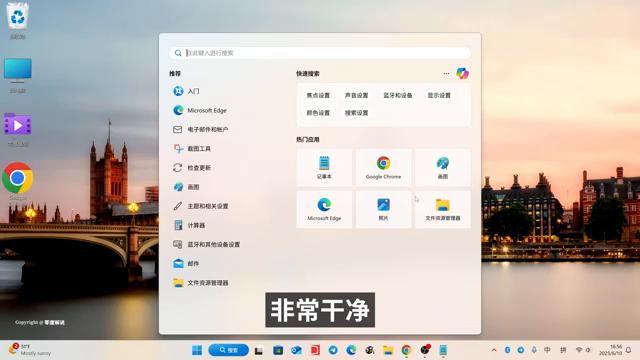 在此键入进行搜索
推荐
入门
Microsoft Edge
电子邮件和帐户
截图工具
检查更新
画图
主题和相关设置
计算器
蓝牙和其他设备设置
邮件
文件资源管理器
快速搜索
焦点设置
声音设置
蓝牙和设备
显示设置
颜色设置
搜索设置
热门应用
记事本
Google Chrome
画图
Microsoft Edge
照片
文件资源管理器
非常干净
Copyright © 零度解说
51°F
Mostly sunny
搜索
中
拼
16:56
2025/6/10